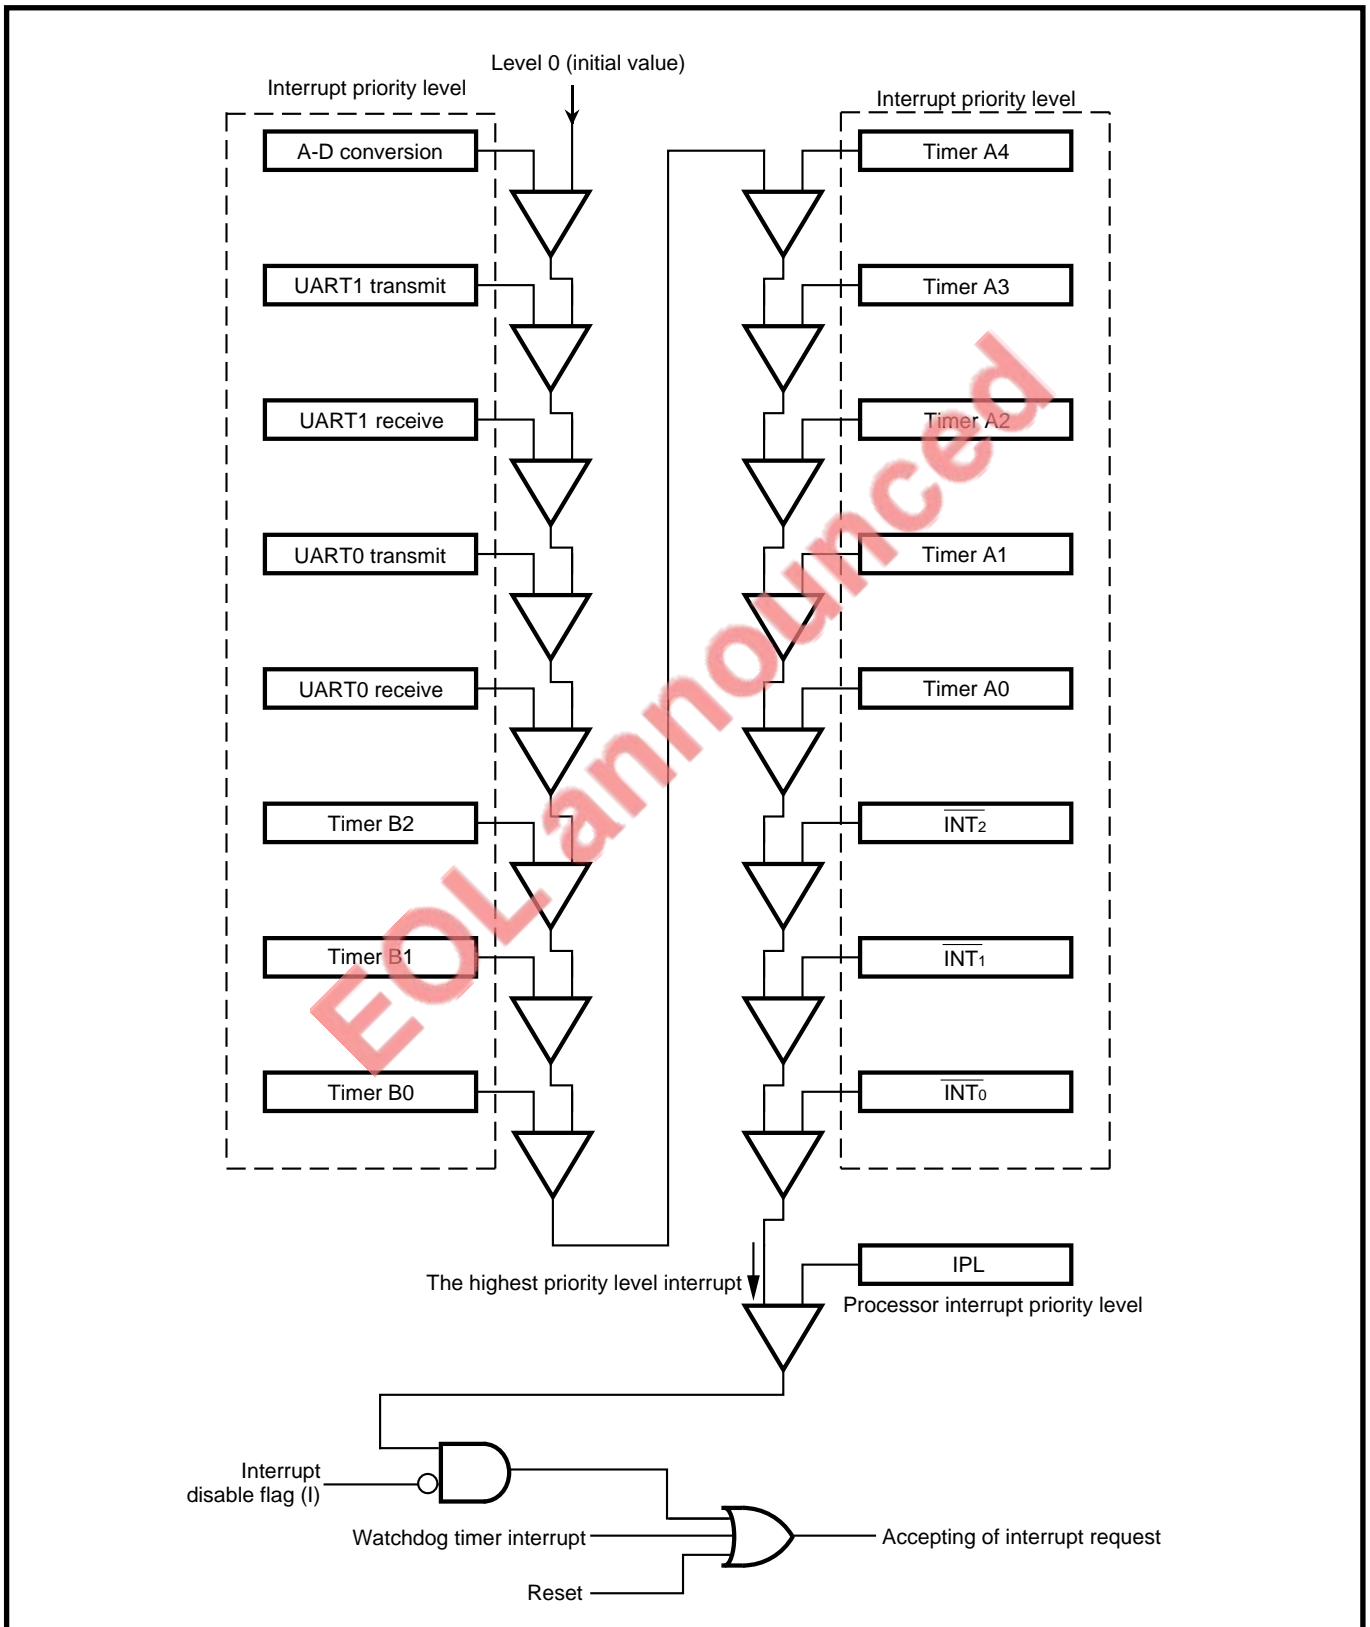 Level 0 (initial value)
Interrupt priority level
Interrupt priority level
A-D conversion
Timer A4
UART1 transmit
Timer A3
UART1 receive
Timer A2
UART0 transmit
Timer A1
UART0 receive
Timer A0
Timer B2
INT2
Timer B1
INT1
Timer B0
INT0
EOL announced
The highest priority level interrupt
IPL
Processor interrupt priority level
Interrupt
disable flag (I)
Watchdog timer interrupt
Accepting of interrupt request
Reset